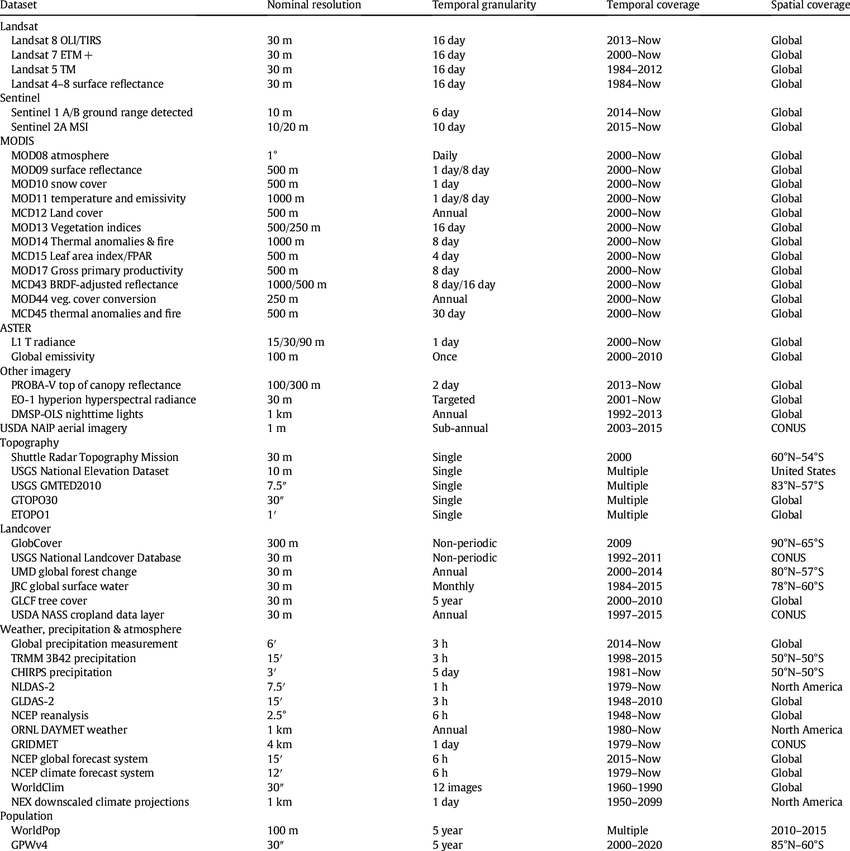 Dataset Nominal resolution Temporal granularity Temporal coverage Spatial coverage
Landsat
Landsat 8 OLI/TIRS 30 m 16 day 2013–Now Global
Landsat 7 ETM + 30 m 16 day 2000–Now Global
Landsat 5 TM 30 m 16 day 1984–2012 Global
Landsat 4–8 surface reflectance 30 m 16 day 1984–Now Global
Sentinel
Sentinel 1 A/B ground range detected 10 m 6 day 2014–Now Global
Sentinel 2A MSI 10/20 m 10 day 2015–Now Global
MODIS
MOD08 atmosphere 1° Daily 2000–Now Global
MOD09 surface reflectance 500 m 1 day/8 day 2000–Now Global
MOD10 snow cover 500 m 1 day 2000–Now Global
MOD11 temperature and emissivity 1000 m 1 day/8 day 2000–Now Global
MCD12 Land cover 500 m Annual 2000–Now Global
MOD13 Vegetation indices 500/250 m 16 day 2000–Now Global
MOD14 Thermal anomalies & fire 1000 m 8 day 2000–Now Global
MCD15 Leaf area index/FPAR 500 m 4 day 2000–Now Global
MOD17 Gross primary productivity 500 m 8 day 2000–Now Global
MCD43 BRDF-adjusted reflectance 1000/500 m 8 day/16 day 2000–Now Global
MOD44 veg. cover conversion 250 m Annual 2000–Now Global
MCD45 thermal anomalies and fire 500 m 30 day 2000–Now Global
ASTER
L1 T radiance 15/30/90 m 1 day 2000–Now Global
Global emissivity 100 m Once 2000–2010 Global
Other imagery
PROBA-V top of canopy reflectance 100/300 m 2 day 2013–Now Global
EO-1 hyperion hyperspectral radiance 30 m Targeted 2001–Now Global
DMSP-OLS nighttime lights 1 km Annual 1992–2013 Global
USDA NAIP aerial imagery 1 m Sub-annual 2003–2015 CONUS
Topography
Shuttle Radar Topography Mission 30 m Single 2000 60°N–54°S
USGS National Elevation Dataset 10 m Single Multiple United States
USGS GMTED2010 7.5″ Single Multiple 83°N–57°S
GTOPO30 30″ Single Multiple Global
ETOPO1 1′ Single Multiple Global
Landcover
GlobCover 300 m Non-periodic 2009 90°N–65°S
USGS National Landcover Database 30 m Non-periodic 1992–2011 CONUS
UMD global forest change 30 m Annual 2000–2014 80°N–57°S
JRC global surface water 30 m Monthly 1984–2015 78°N–60°S
GLCF tree cover 30 m 5 year 2000–2010 Global
USDA NASS cropland data layer 30 m Annual 1997–2015 CONUS
Weather, precipitation & atmosphere
Global precipitation measurement 6′ 3 h 2014–Now Global
TRMM 3B42 precipitation 15′ 3 h 1998–2015 50°N–50°S
CHIRPS precipitation 3′ 5 day 1981–Now 50°N–50°S
NLDAS-2 7.5′ 1 h 1979–Now North America
GLDAS-2 15′ 3 h 1948–2010 Global
NCEP reanalysis 2.5° 6 h 1948–Now Global
ORNL DAYMET weather 1 km Annual 1980–Now North America
GRIDMET 4 km 1 day 1979–Now CONUS
NCEP global forecast system 15′ 6 h 2015–Now Global
NCEP climate forecast system 12′ 6 h 1979–Now Global
WorldClim 30″ 12 images 1960–1990 Global
NEX downscaled climate projections 1 km 1 day 1950–2099 North America
Population
WorldPop 100 m 5 year Multiple 2010–2015
GPWv4 30″ 5 year 2000–2020 85°N–60°S